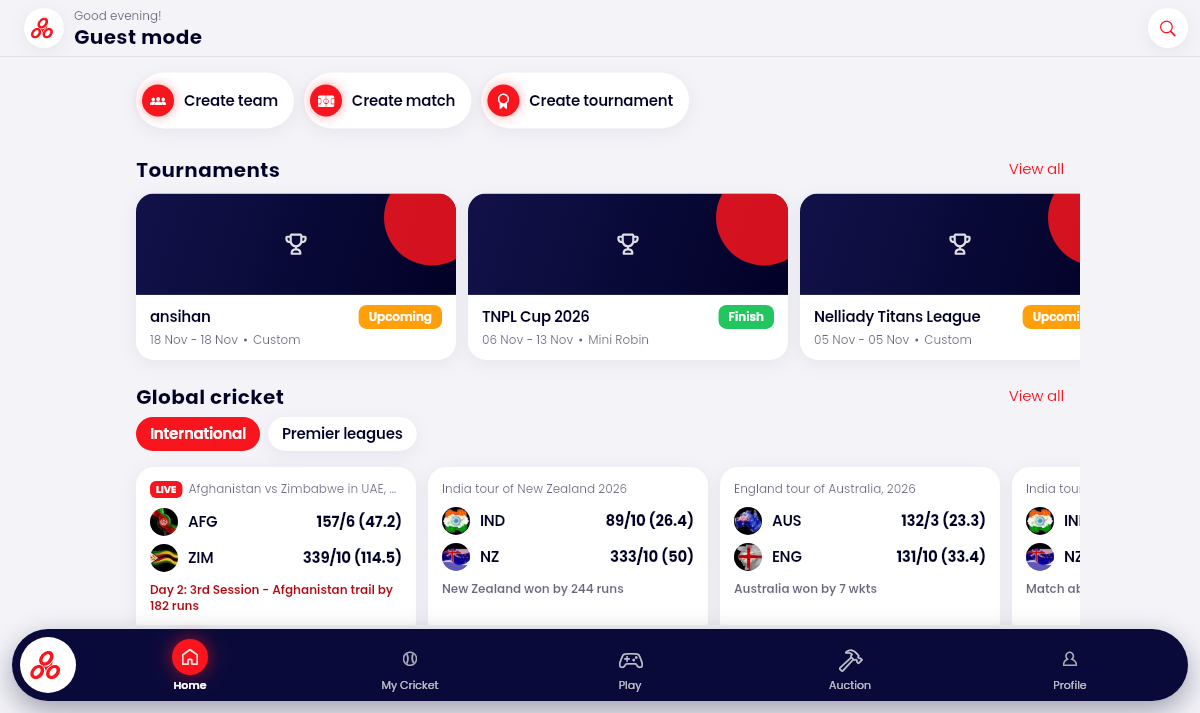 Good evening!
Guest mode
Create team
Create match
Create tournament
Tournaments
View all
ansihan
Upcoming
18 Nov - 18 Nov • Custom
TNPL Cup 2026
Finish
06 Nov - 13 Nov • Mini Robin
Nelliady Titans League
Upcomi
05 Nov - 05 Nov • Custom
Global cricket
View all
International
Premier leagues
LIVE Afghanistan vs Zimbabwe in UAE, ...
AFG 157/6 (47.2)
ZIM 339/10 (114.5)
Day 2: 3rd Session - Afghanistan trail by
182 runs
India tour of New Zealand 2026
IND 89/10 (26.4)
NZ 333/10 (50)
New Zealand won by 244 runs
England tour of Australia, 2026
AUS 132/3 (23.3)
ENG 131/10 (33.4)
Australia won by 7 wkts
India tour
NZ
Match ab
Home
My Cricket
Play
Auction
Profile